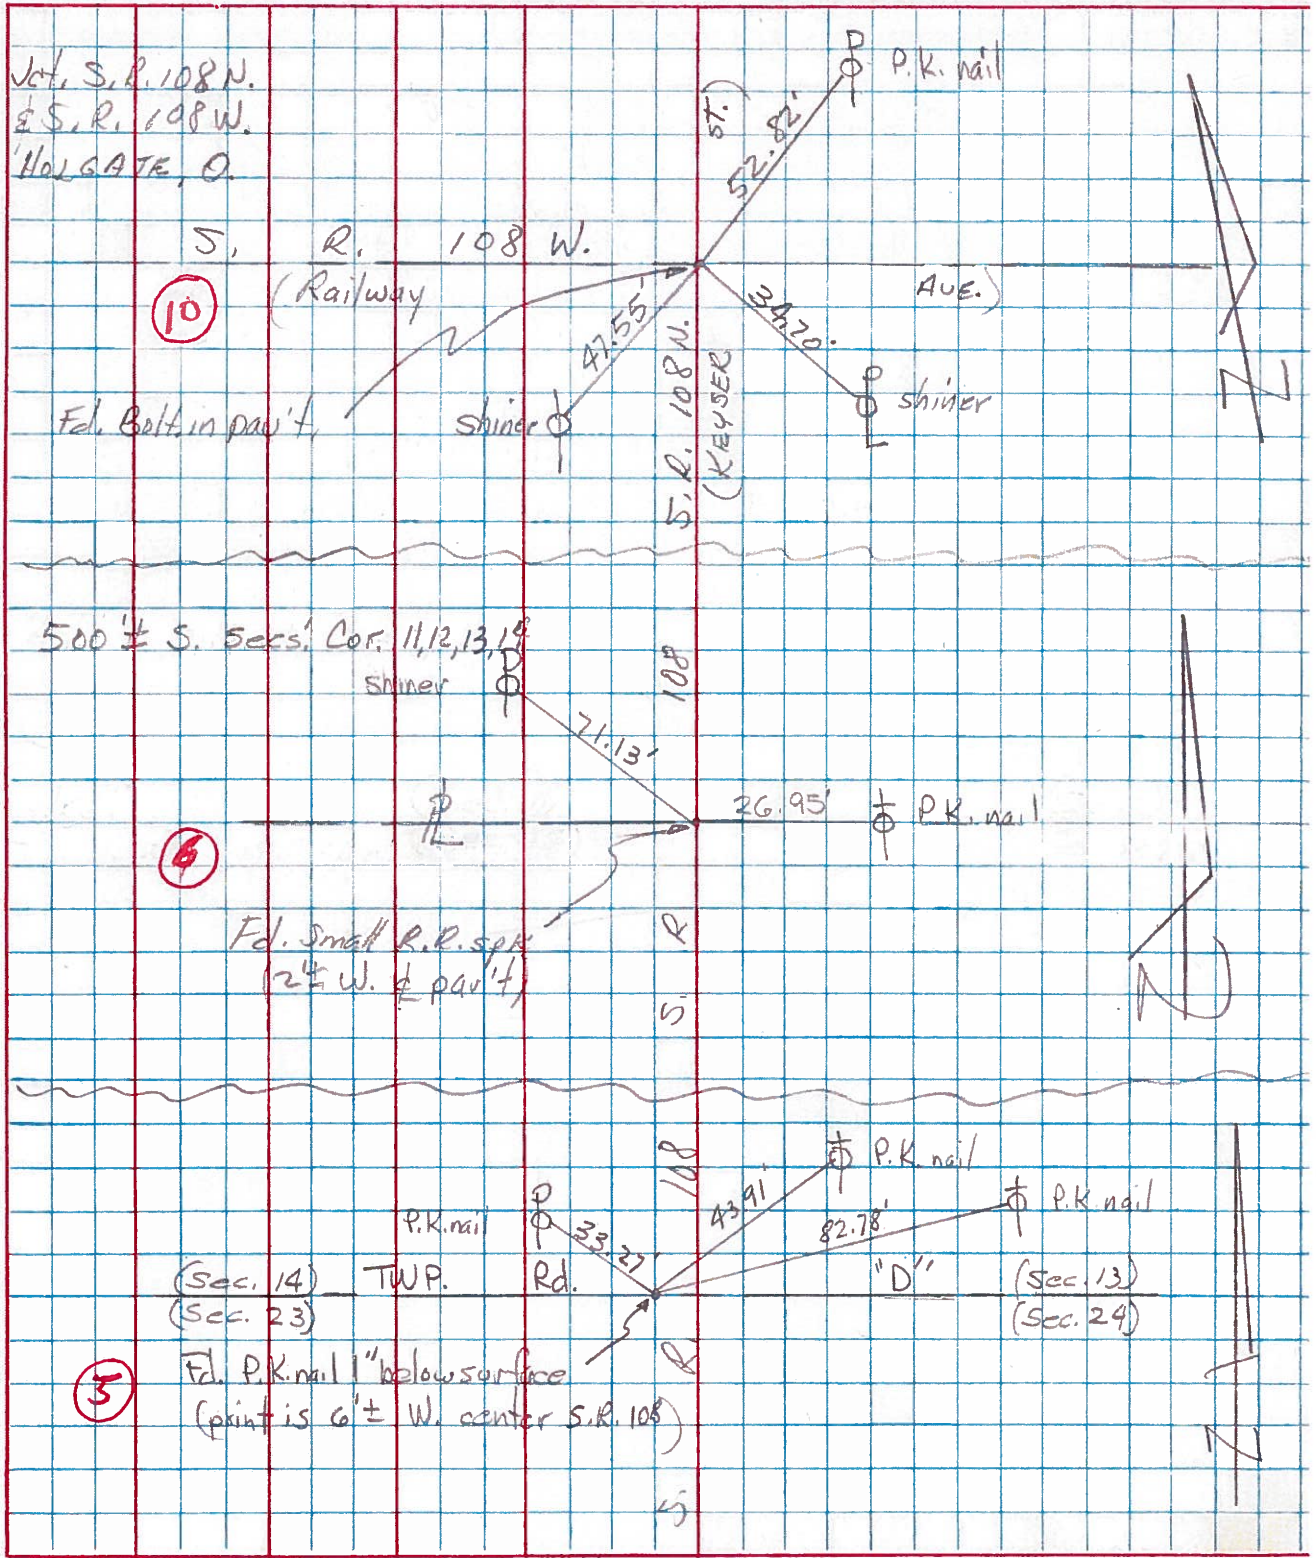 Jct. S.R. 108 N.
& S.R. 108 W.
HOLGATE, O.
P
P.K. nail
52.82'
ST.)
S. R. 108 W.
(Railway
AVE.)
10
47.55'
34.70'
S.R. 108 N.
(KEYSER
Fd. Bolt in pav't.
shiner
P
shiner
L
N
500'± S. Secs. Cor. 11,12,13,14
shiner
P
108
71.13'
PL
26.95'
P.K. nail
6
Fd. Small R.R. spk
(2'± W. ℄ pav't)
S. R
N
108
P.K. nail
P.K. nail
P
P.K. nail
43.91'
33.27'
82.78'
(Sec. 14) TWP. Rd. "D" (Sec. 13)
(Sec. 23)
(Sec. 24)
5
Fd. P.K. nail 1" below surface
(point is 6'± W. center S.R. 108)
S R
N